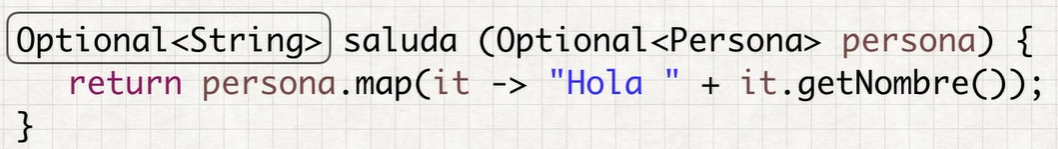 Optional<String> saluda (Optional<Persona> persona) {
return persona.map(it -> "Hola " + it.getNombre());
}